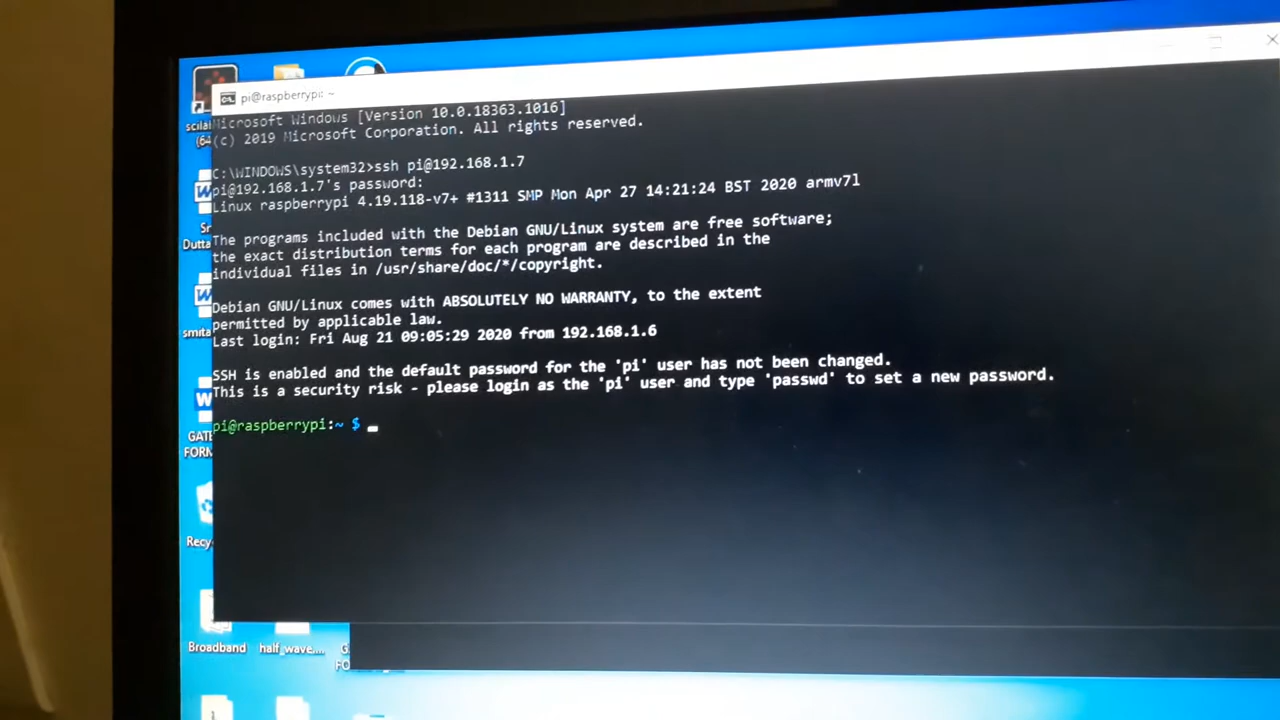 pi@raspberrypi: ~
Microsoft Windows [Version 10.0.18363.1016]
(c) 2019 Microsoft Corporation. All rights reserved.
C:\WINDOWS\system32>ssh pi@192.168.1.7
pi@192.168.1.7's password:
Linux raspberrypi 4.19.118-v7+ #1311 SMP Mon Apr 27 14:21:24 BST 2020 armv7l
The programs included with the Debian GNU/Linux system are free software;
the exact distribution terms for each program are described in the
individual files in /usr/share/doc/*/copyright.
Debian GNU/Linux comes with ABSOLUTELY NO WARRANTY, to the extent
permitted by applicable law.
Last login: Fri Aug 21 09:05:29 2020 from 192.168.1.6
SSH is enabled and the default password for the 'pi' user has not been changed.
This is a security risk - please login as the 'pi' user and type 'passwd' to set a new password.
pi@raspberrypi:~ $
scilab
(64
Dutta
smita
GATE
FORM
Recy
Broadband
half_wave....